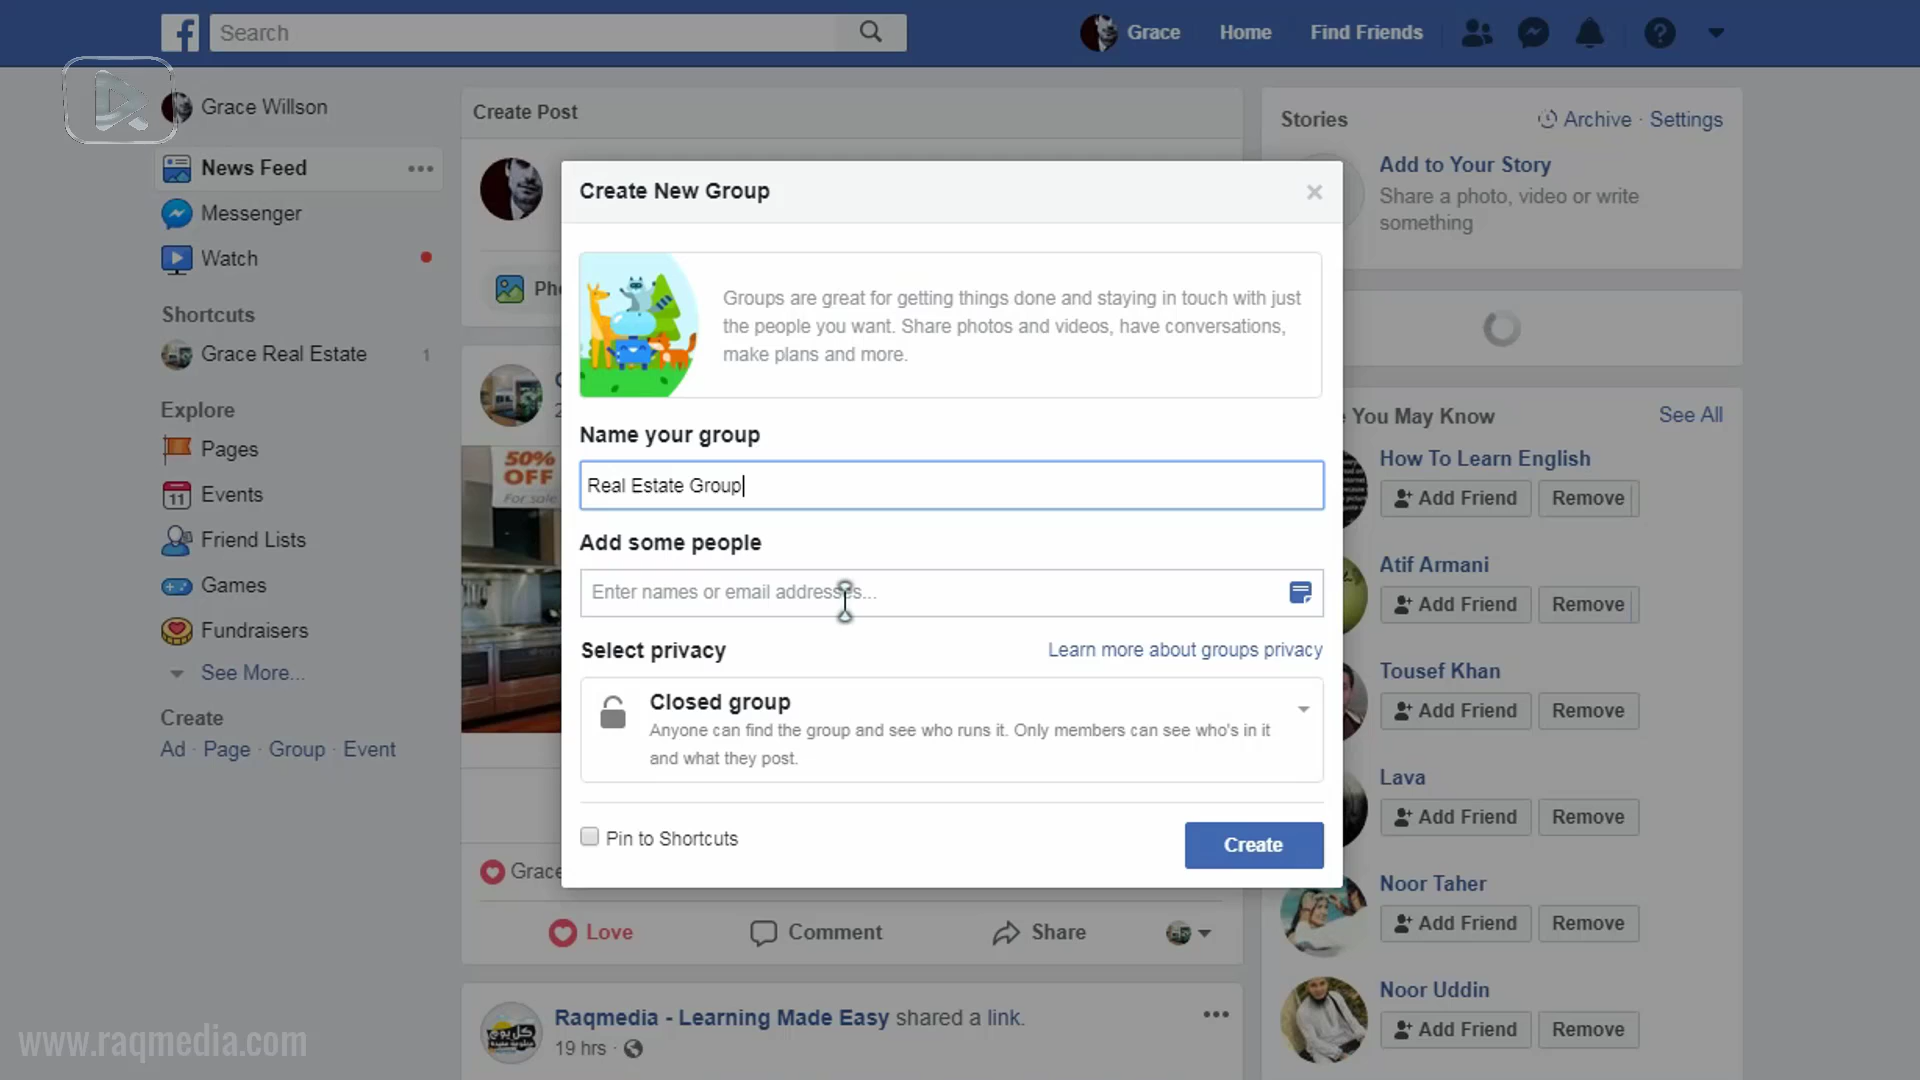 Search
Grace
Home
Find Friends
Grace Willson
News Feed
Messenger
Watch
Shortcuts
Grace Real Estate 1
Explore
Pages
11
Events
Friend Lists
Games
Fundraisers
See More...
Create
Ad · Page · Group · Event
Create Post
50%
OFF
For sale
Grace
Love
Comment
Share
Raqmedia - Learning Made Easy shared a link.
19 hrs ·
Create New Group
Groups are great for getting things done and staying in touch with just
the people you want. Share photos and videos, have conversations,
make plans and more.
Name your group
Real Estate Group
Add some people
Enter names or email addresses...
Select privacy
Learn more about groups privacy
Closed group
Anyone can find the group and see who runs it. Only members can see who's in it
and what they post.
Pin to Shortcuts
Create
Stories
Archive · Settings
Add to Your Story
Share a photo, video or write
something
You May Know
See All
How To Learn English
Add Friend Remove
Atif Armani
Add Friend Remove
Tousef Khan
Add Friend Remove
Lava
Add Friend Remove
Noor Taher
Add Friend Remove
Noor Uddin
Add Friend Remove
www.raqmedia.com